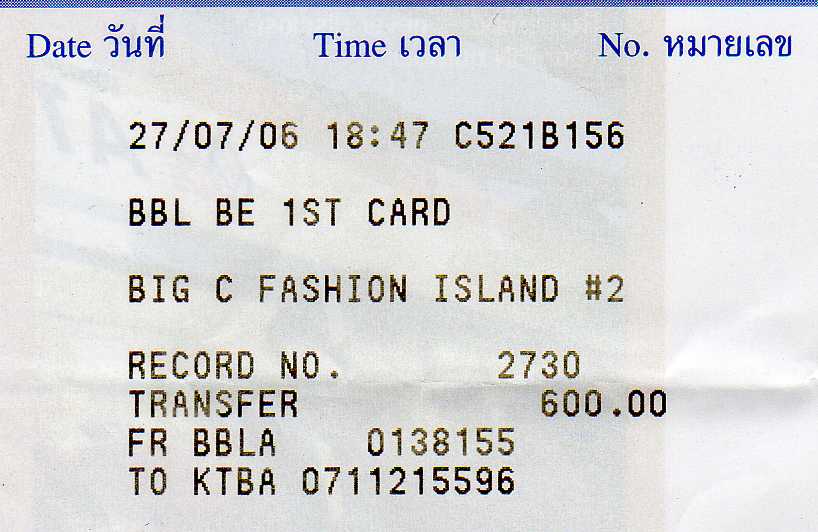 Date วันที่ Time เวลา No. หมายเลข
27/07/06 18:47 C521B156
BBL BE 1ST CARD
BIG C FASHION ISLAND #2
RECORD NO. 2730
TRANSFER 600.00
FR BBLA 0138155
TO KTBA 0711215596